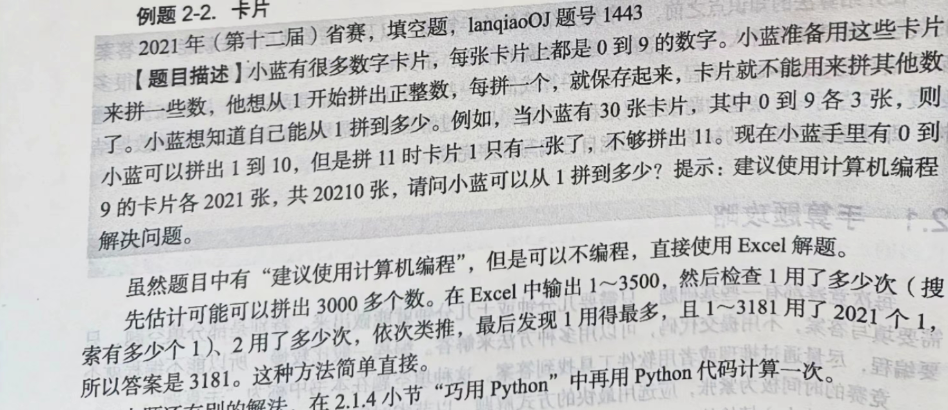 例题 2-2. 卡片
2021 年（第十二届）省赛，填空题，lanqiaoOJ 题号 1443
【题目描述】小蓝有很多数字卡片，每张卡片上都是 0 到 9 的数字。小蓝准备用这些卡片
来拼一些数，他想从 1 开始拼出正整数，每拼一个，就保存起来，卡片就不能用来拼其他数
了。小蓝想知道自己能从 1 拼到多少。例如，当小蓝有 30 张卡片，其中 0 到 9 各 3 张，则
小蓝可以拼出 1 到 10，但是拼 11 时卡片 1 只有一张了，不够拼出 11。现在小蓝手里有 0 到
9 的卡片各 2021 张，共 20210 张，请问小蓝可以从 1 拼到多少？提示：建议使用计算机编程
解决问题。
虽然题目中有“建议使用计算机编程”，但是可以不编程，直接使用 Excel 解题。
先估计可能可以拼出 3000 多个数。在 Excel 中输出 1～3500，然后检查 1 用了多少次（搜
索有多少个 1）、2 用了多少次，依次类推，最后发现 1 用得最多，且 1～3181 用了 2021 个 1，
所以答案是 3181。这种方法简单直接。
在 2.1.4 小节“巧用 Python”中再用 Python 代码计算一次。